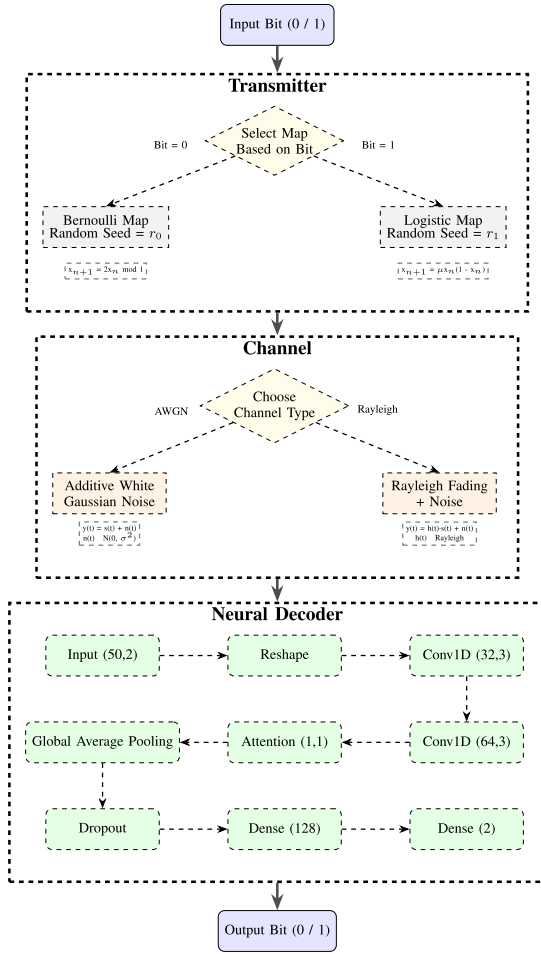 Input Bit (0 / 1)
Transmitter
Select Map
Based on Bit
Bit = 0
Bit = 1
Bernoulli Map
Random Seed = r₀
Logistic Map
Random Seed = r₁
xₙ₊₁ = 2xₙ mod 1
xₙ₊₁ = μxₙ(1 - xₙ)
Channel
Choose
Channel Type
AWGN
Rayleigh
Additive White
Gaussian Noise
Rayleigh Fading
+ Noise
y(t) = s(t) + n(t)
n(t) N(0, σ²)
y(t) = h(t)·s(t) + n(t)
h(t) Rayleigh
Neural Decoder
Input (50,2)
Reshape
Conv1D (32,3)
Global Average Pooling
Attention (1,1)
Conv1D (64,3)
Dropout
Dense (128)
Dense (2)
Output Bit (0 / 1)